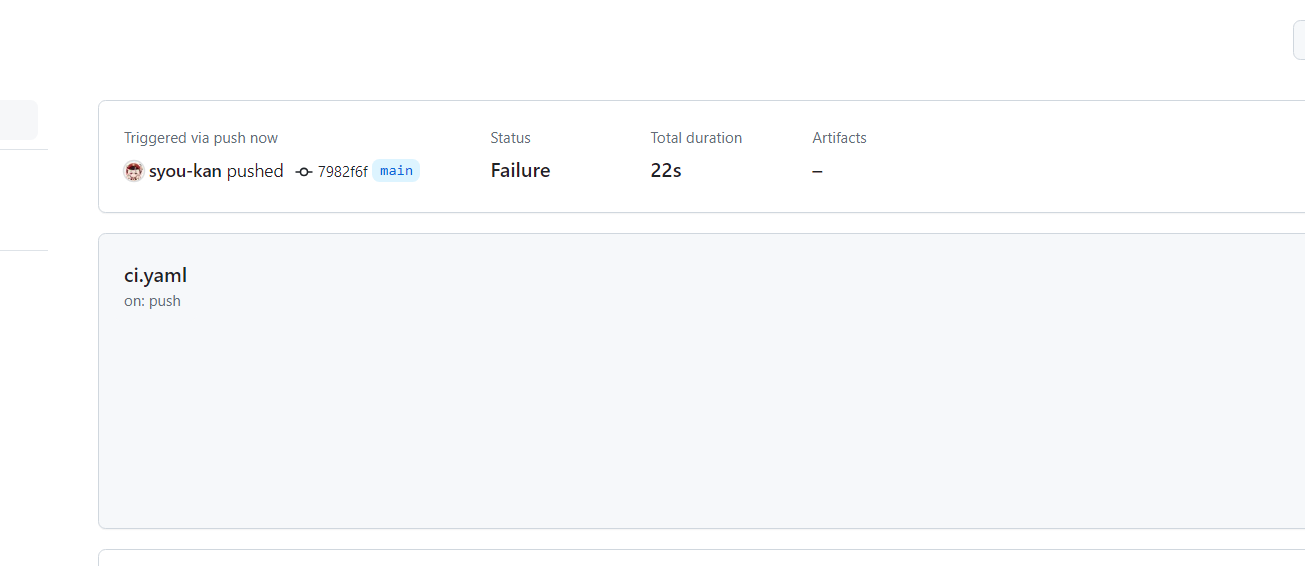 Triggered via push now
syou-kan pushed 7982f6f main
Status
Failure
Total duration
22s
Artifacts
–
ci.yaml
on: push